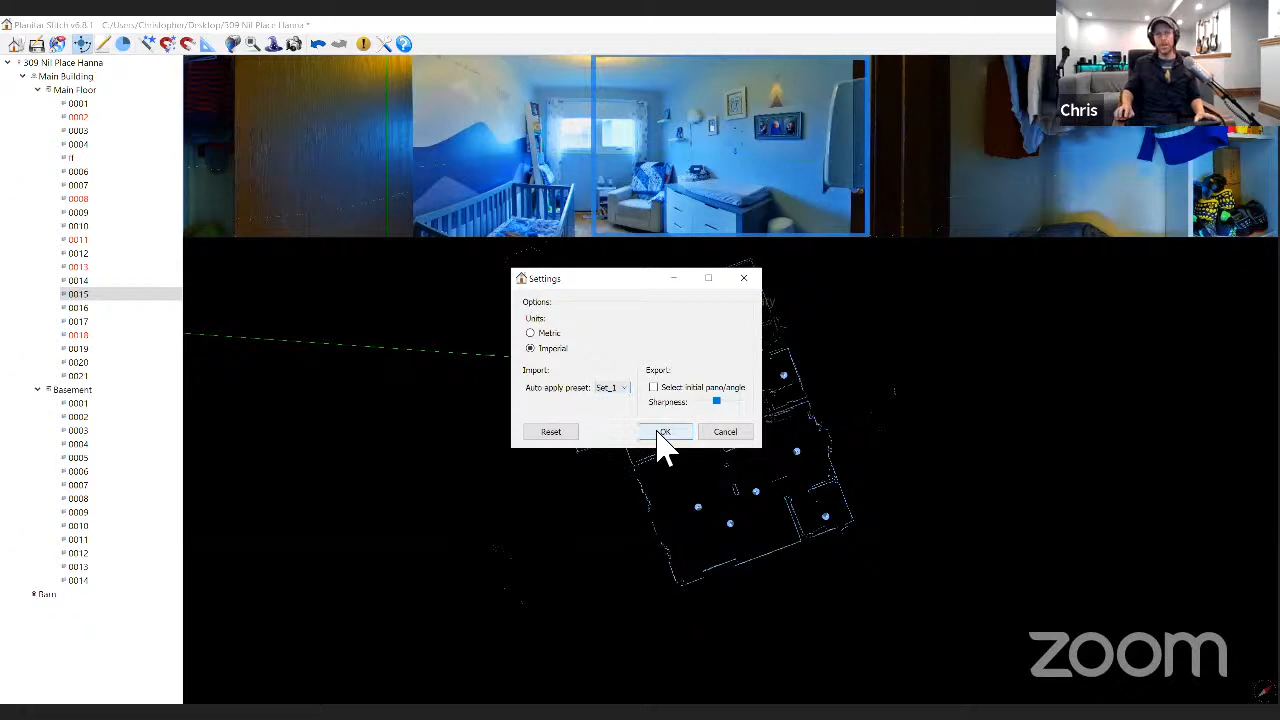 Planitar Stitch v6.8.1 - C:/Users/Christopher/Desktop/309 Nil Place Hanna *
309 Nil Place Hanna
Main Building
Main Floor
0001
0002
0003
0004
ff
0006
0007
0008
0009
0010
0011
0012
0013
0014
0015
0016
0017
0018
0019
0020
0021
Basement
0001
0002
0003
0004
0005
0006
0007
0008
0009
0010
0011
0012
0013
0014
Barn
Settings
Options:
Units:
Metric
Imperial
Import:
Auto apply preset: Set_1
Export:
Select initial pano/angle
Sharpness:
Reset
OK
Cancel
Chris
zoom